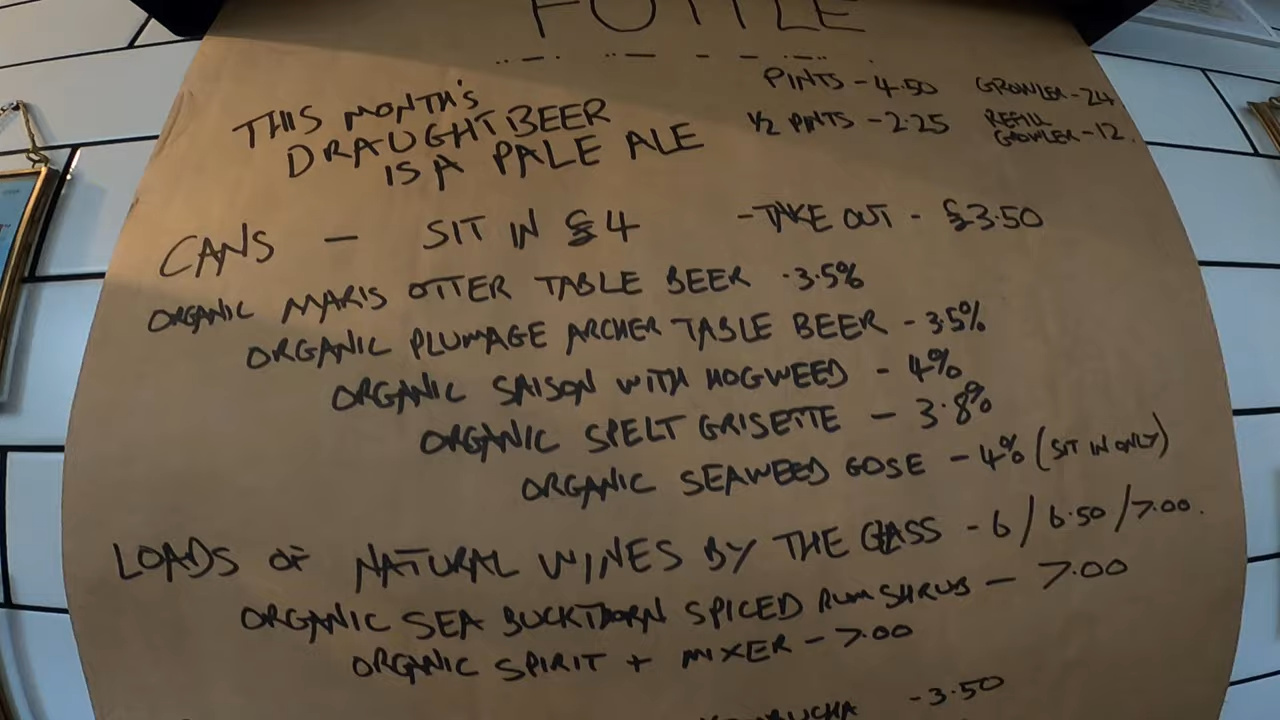 POTTLE
THIS MONTH'S
DRAUGHT BEER
IS A PALE ALE
PINTS - 4.50 GROWLER - 24
1/2 PINTS - 2.25 REFILL
GROWLER - 12.
CANS - SIT IN £4 - TAKE OUT - £3.50
ORGANIC MARIS OTTER TABLE BEER - 3.5%
ORGANIC PLUMAGE ARCHER TABLE BEER - 3.5%
ORGANIC SAISON WITH HOGWEED - 4%
ORGANIC SPELT GRISETTE - 3.8%
ORGANIC SEAWEED GOSE - 4% (SIT IN ONLY)
LOADS OF NATURAL WINES BY THE GLASS - 6 / 6.50 / 7.00.
ORGANIC SEA BUCKTHORN SPICED RUM SHRUB - 7.00
ORGANIC SPIRIT + MIXER - 7.00
- 3.50